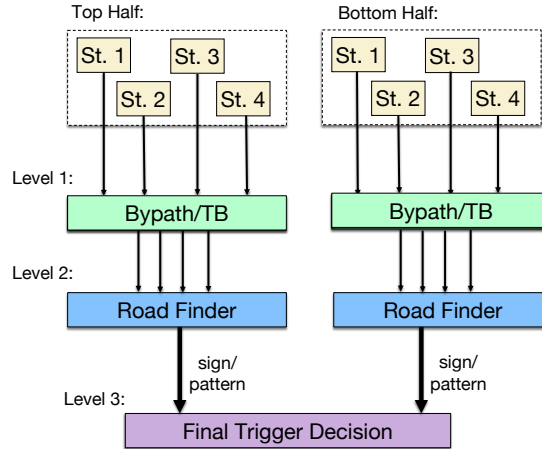 Top Half:
Bottom Half:
St. 1
St. 3
St. 2
St. 4
St. 1
St. 3
St. 2
St. 4
Level 1:
Bypath/TB
Bypath/TB
Level 2:
Road Finder
Road Finder
sign/
pattern
sign/
pattern
Level 3:
Final Trigger Decision